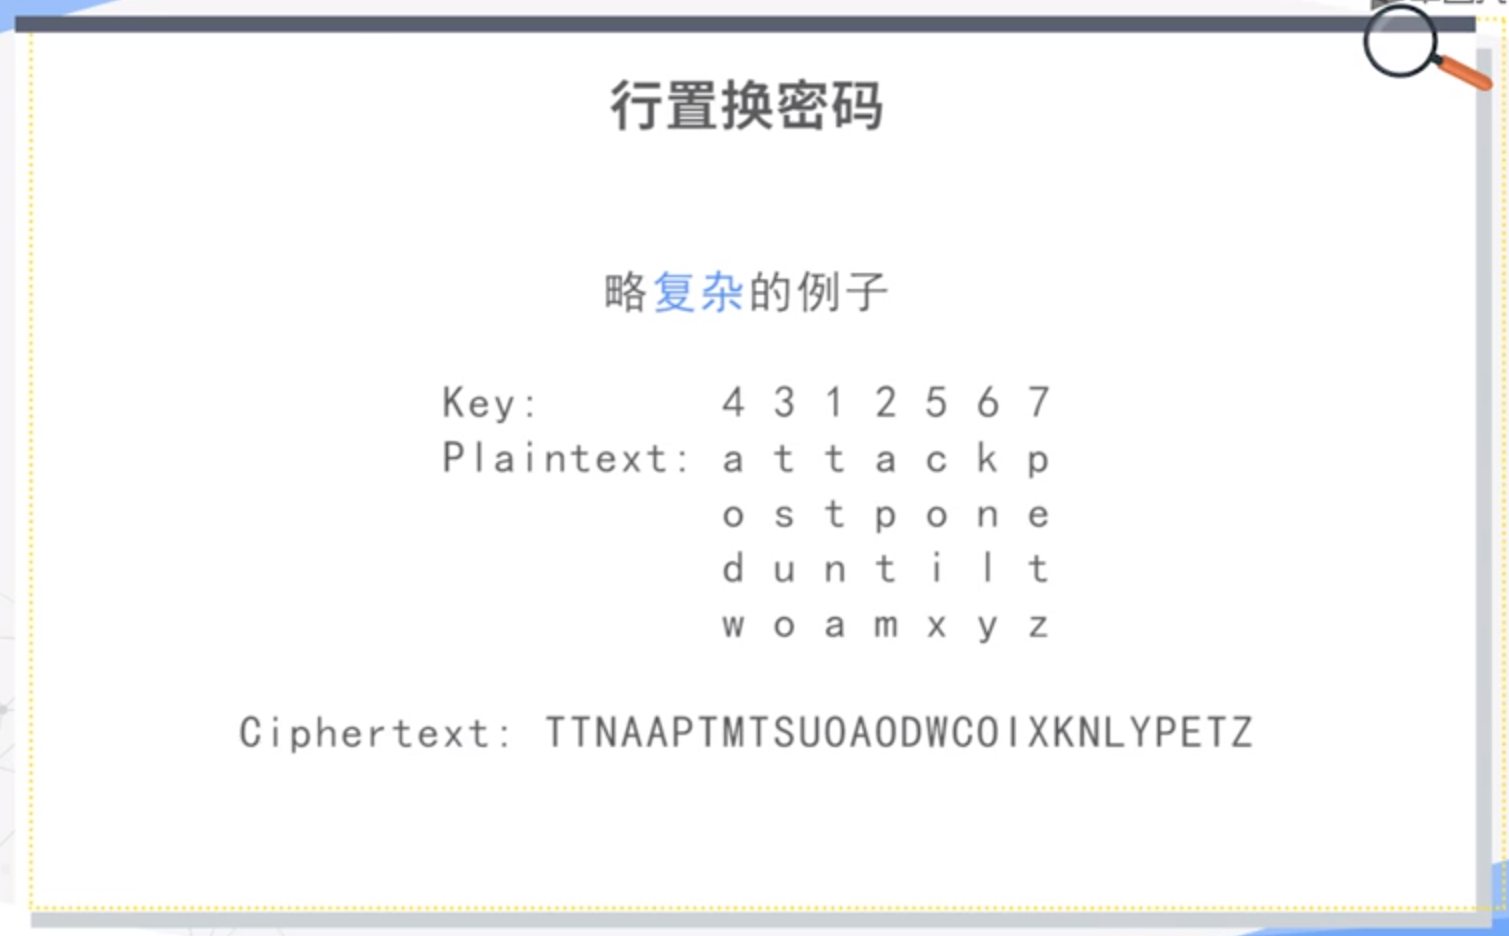 行置换密码
略复杂的例子
Key: 4 3 1 2 5 6 7
Plaintext: a t t a c k p
o s t p o n e
d u n t i l t
w o a m x y z
Ciphertext: TTNAAPTMTSUOAODWCOIXKNLYPETZ